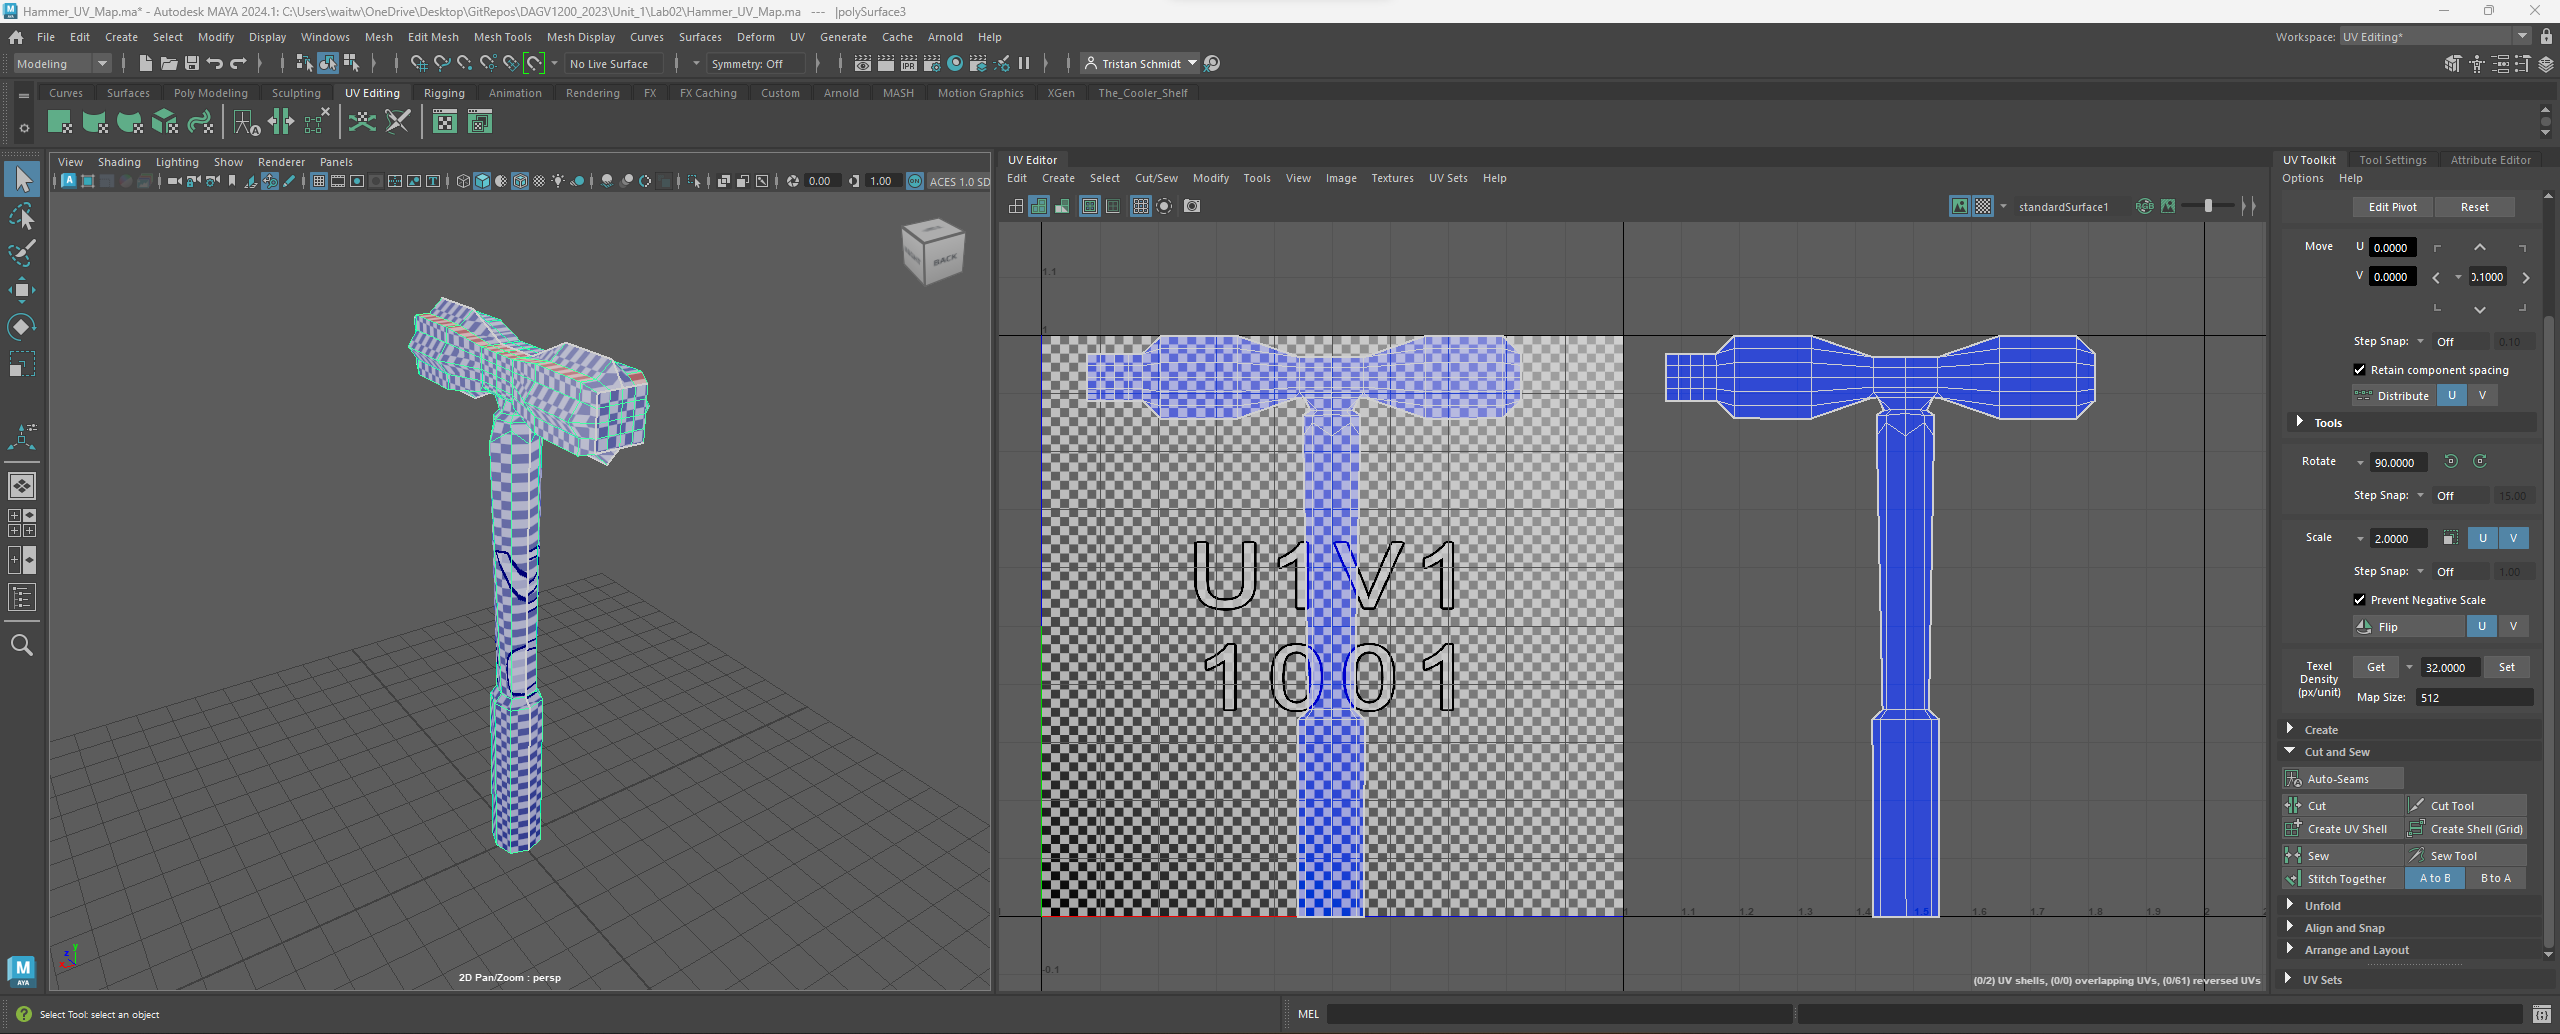 Hammer_UV_Map.ma* - Autodesk MAYA 2024.1: C:\Users\waitw\OneDrive\Desktop\GitRepos\DAGV1200_2023\Unit_1\Lab02\Hammer_UV_Map.ma --- |polySurface3
File Edit Create Select Modify Display Windows Mesh Edit Mesh Mesh Tools Mesh Display Curves Surfaces Deform UV Generate Cache Arnold Help
Workspace: UV Editing*
Modeling No Live Surface Symmetry: Off Tristan Schmidt
Curves Surfaces Poly Modeling Sculpting UV Editing Rigging Animation Rendering FX FX Caching Custom Arnold MASH Motion Graphics XGen The_Cooler_Shelf
View Shading Lighting Show Renderer Panels
0.00 1.00 ACES 1.0 SD
BACK
2D Pan/Zoom : persp
UV Editor
Edit Create Select Cut/Sew Modify Tools View Image Textures UV Sets Help
standardSurface1
1.1
1
U1V1
1001
1 1.1 1.2 1.3 1.4 1.5 1.6 1.7 1.8 1.9 2
-0.1
(0/2) UV shells, (0/0) overlapping UVs, (0/61) reversed UVs
UV Toolkit Tool Settings Attribute Editor
Options Help
Edit Pivot Reset
Move U 0.0000
V 0.0000 0.1000
Step Snap: Off 0.10
Retain component spacing
Distribute U V
Tools
Rotate 90.0000
Step Snap: Off 15.00
Scale 2.0000 U V
Step Snap: Off 1.00
Prevent Negative Scale
Flip U V
Texel Density (px/unit) Get 32.0000 Set
Map Size: 512
Create
Cut and Sew
Auto-Seams
Cut Cut Tool
Create UV Shell Create Shell (Grid)
Sew Sew Tool
Stitch Together A to B B to A
Unfold
Align and Snap
Arrange and Layout
UV Sets
M
AYA
Select Tool: select an object
MEL